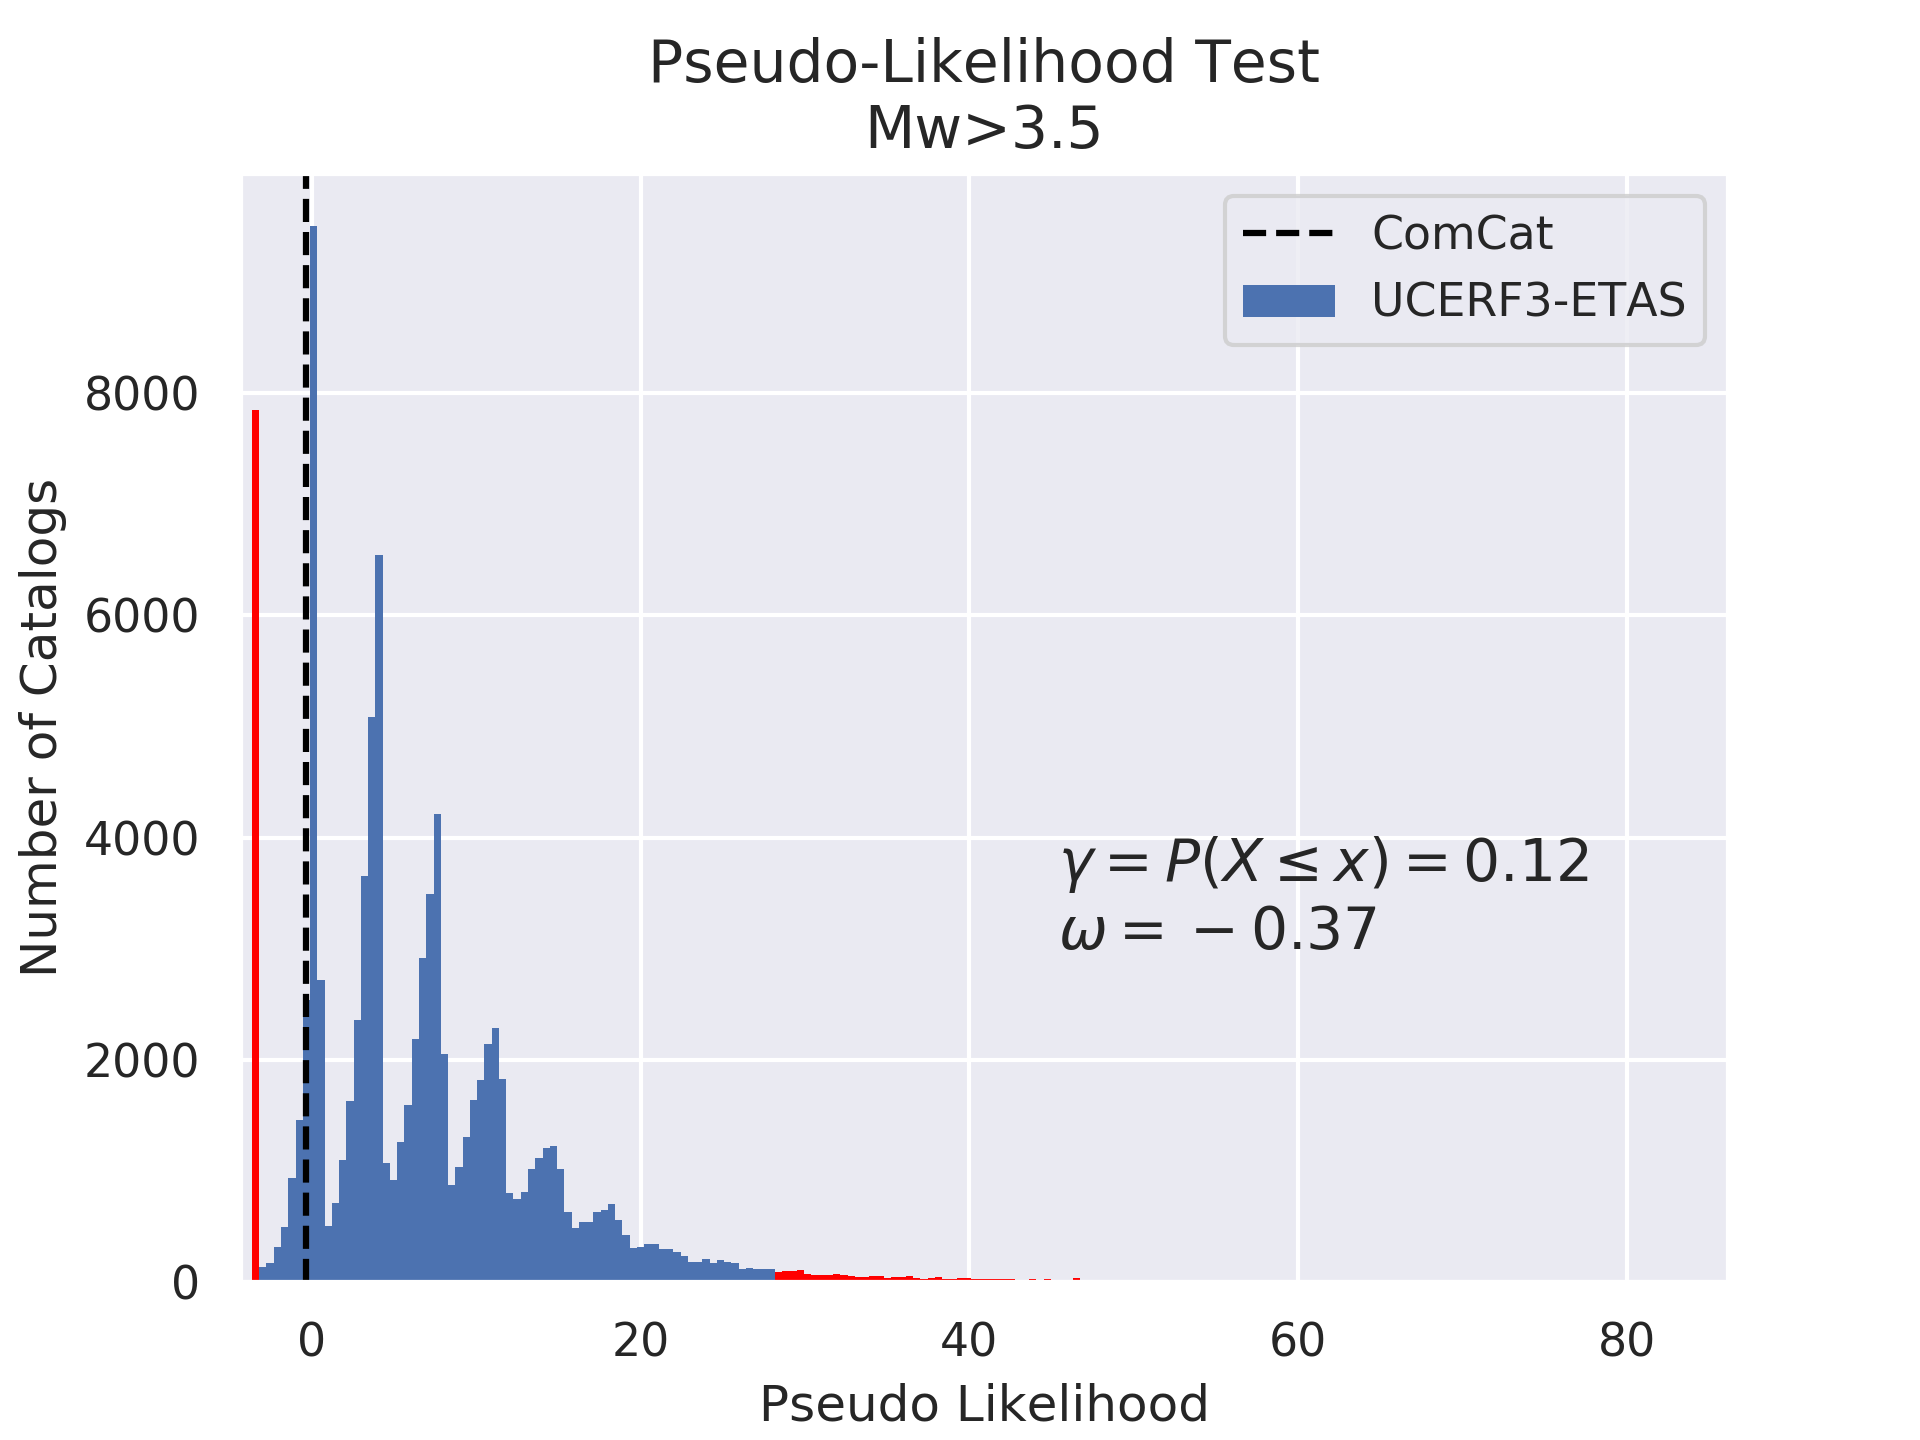 Pseudo-Likelihood Test
Mw>3.5
ComCat
UCERF3-ETAS
8000
6000
4000
2000
0
Number of Catalogs
γ = P(X ≤ x) = 0.12
ω = − 0.37
0 20 40 60 80
Pseudo Likelihood